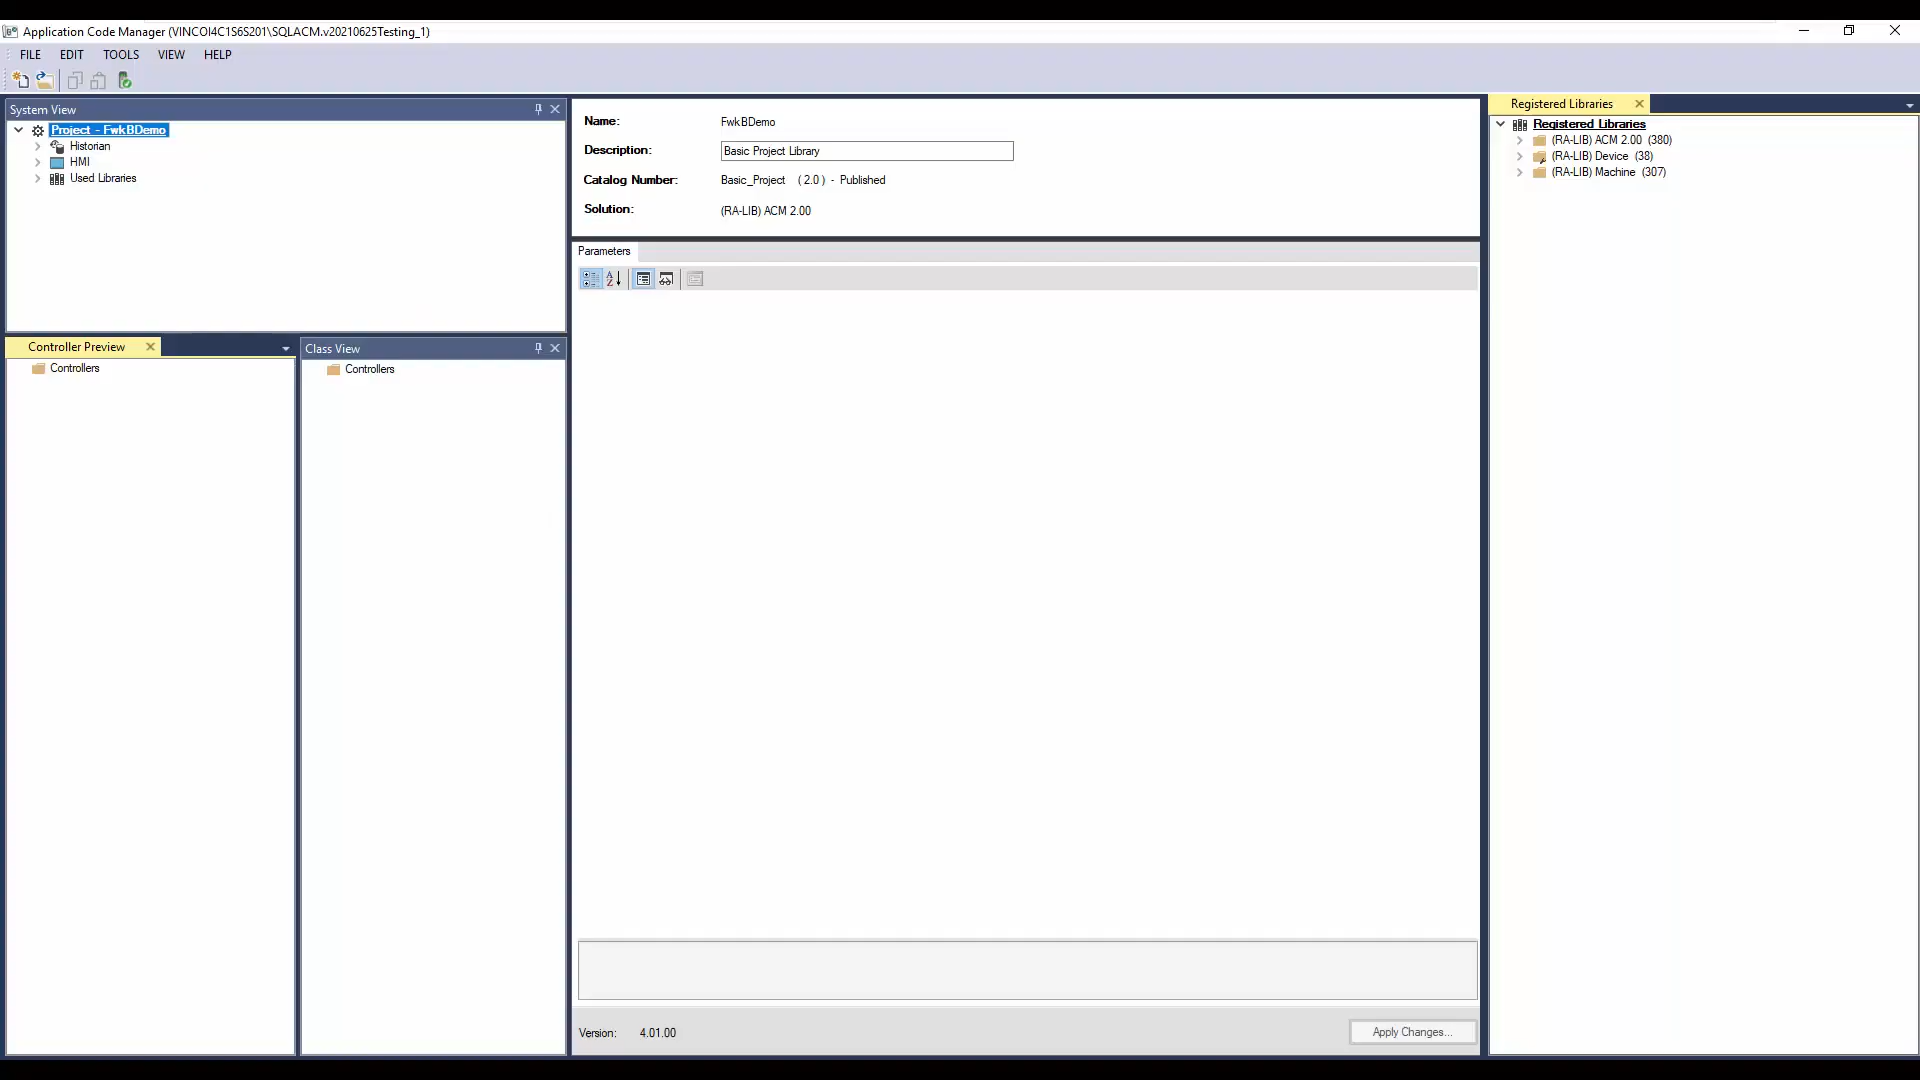 Application Code Manager (VINCOI4C1S6S201\SQLACM.v20210625Testing_1)
FILE EDIT TOOLS VIEW HELP
System View
Project - FwkBDemo
Historian
HMI
Used Libraries
Controller Preview
Controllers
Class View
Controllers
Name: FwkBDemo
Description: Basic Project Library
Catalog Number: Basic_Project ( 2.0 ) - Published
Solution: (RA-LIB) ACM 2.00
Parameters
Version: 4.01.00
Apply Changes...
Registered Libraries
Registered Libraries
(RA-LIB) ACM 2.00 (380)
(RA-LIB) Device (38)
(RA-LIB) Machine (307)